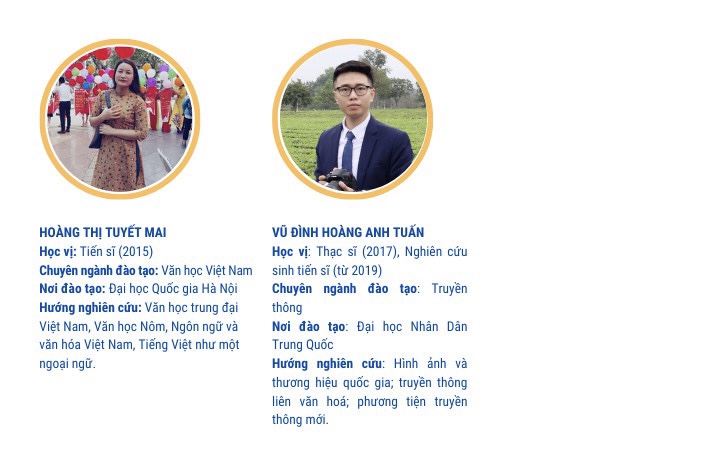 HOÀNG THỊ TUYẾT MAI
Học vị: Tiến sĩ (2015)
Chuyên ngành đào tạo: Văn học Việt Nam
Nơi đào tạo: Đại học Quốc gia Hà Nội
Hướng nghiên cứu: Văn học trung đại
Việt Nam, Văn học Nôm, Ngôn ngữ và
văn hóa Việt Nam, Tiếng Việt như một
ngoại ngữ.
VŨ ĐÌNH HOÀNG ANH TUẤN
Học vị: Thạc sĩ (2017), Nghiên cứu
sinh tiến sĩ (từ 2019)
Chuyên ngành đào tạo: Truyền
thông
Nơi đào tạo: Đại học Nhân Dân
Trung Quốc
Hướng nghiên cứu: Hình ảnh và
thương hiệu quốc gia; truyền thông
liên văn hoá; phương tiện truyền
thông mới.